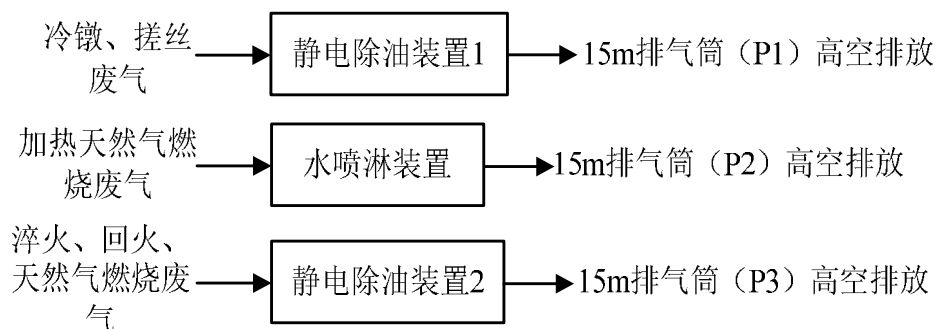 冷镦、搓丝
废气
静电除油装置1
15m排气筒（P1）高空排放
加热天然气燃
烧废气
水喷淋装置
15m排气筒（P2）高空排放
淬火、回火、
天然气燃烧废
气
静电除油装置2
15m排气筒（P3）高空排放